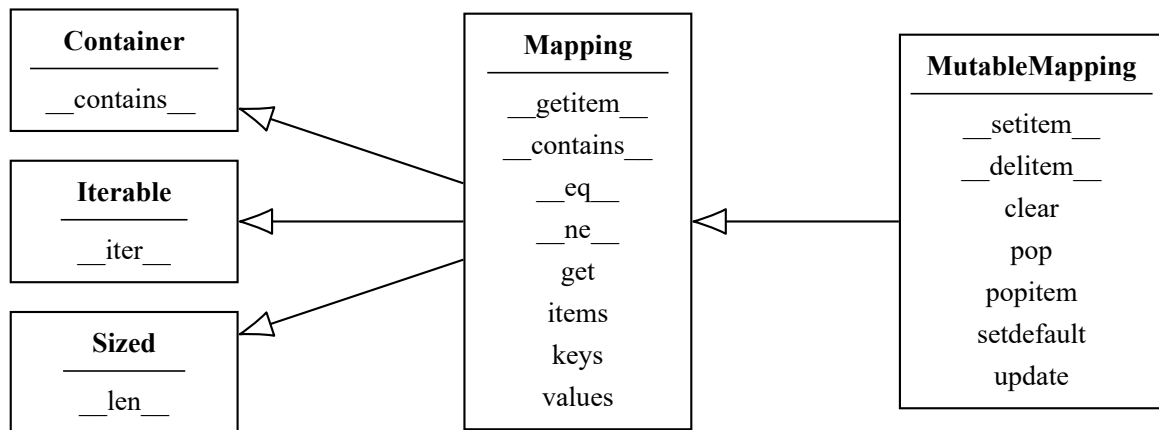 Container
__contains__
Iterable
__iter__
Sized
__len__
Mapping
__getitem__
__contains__
__eq__
__ne__
get
items
keys
values
MutableMapping
__setitem__
__delitem__
clear
pop
popitem
setdefault
update